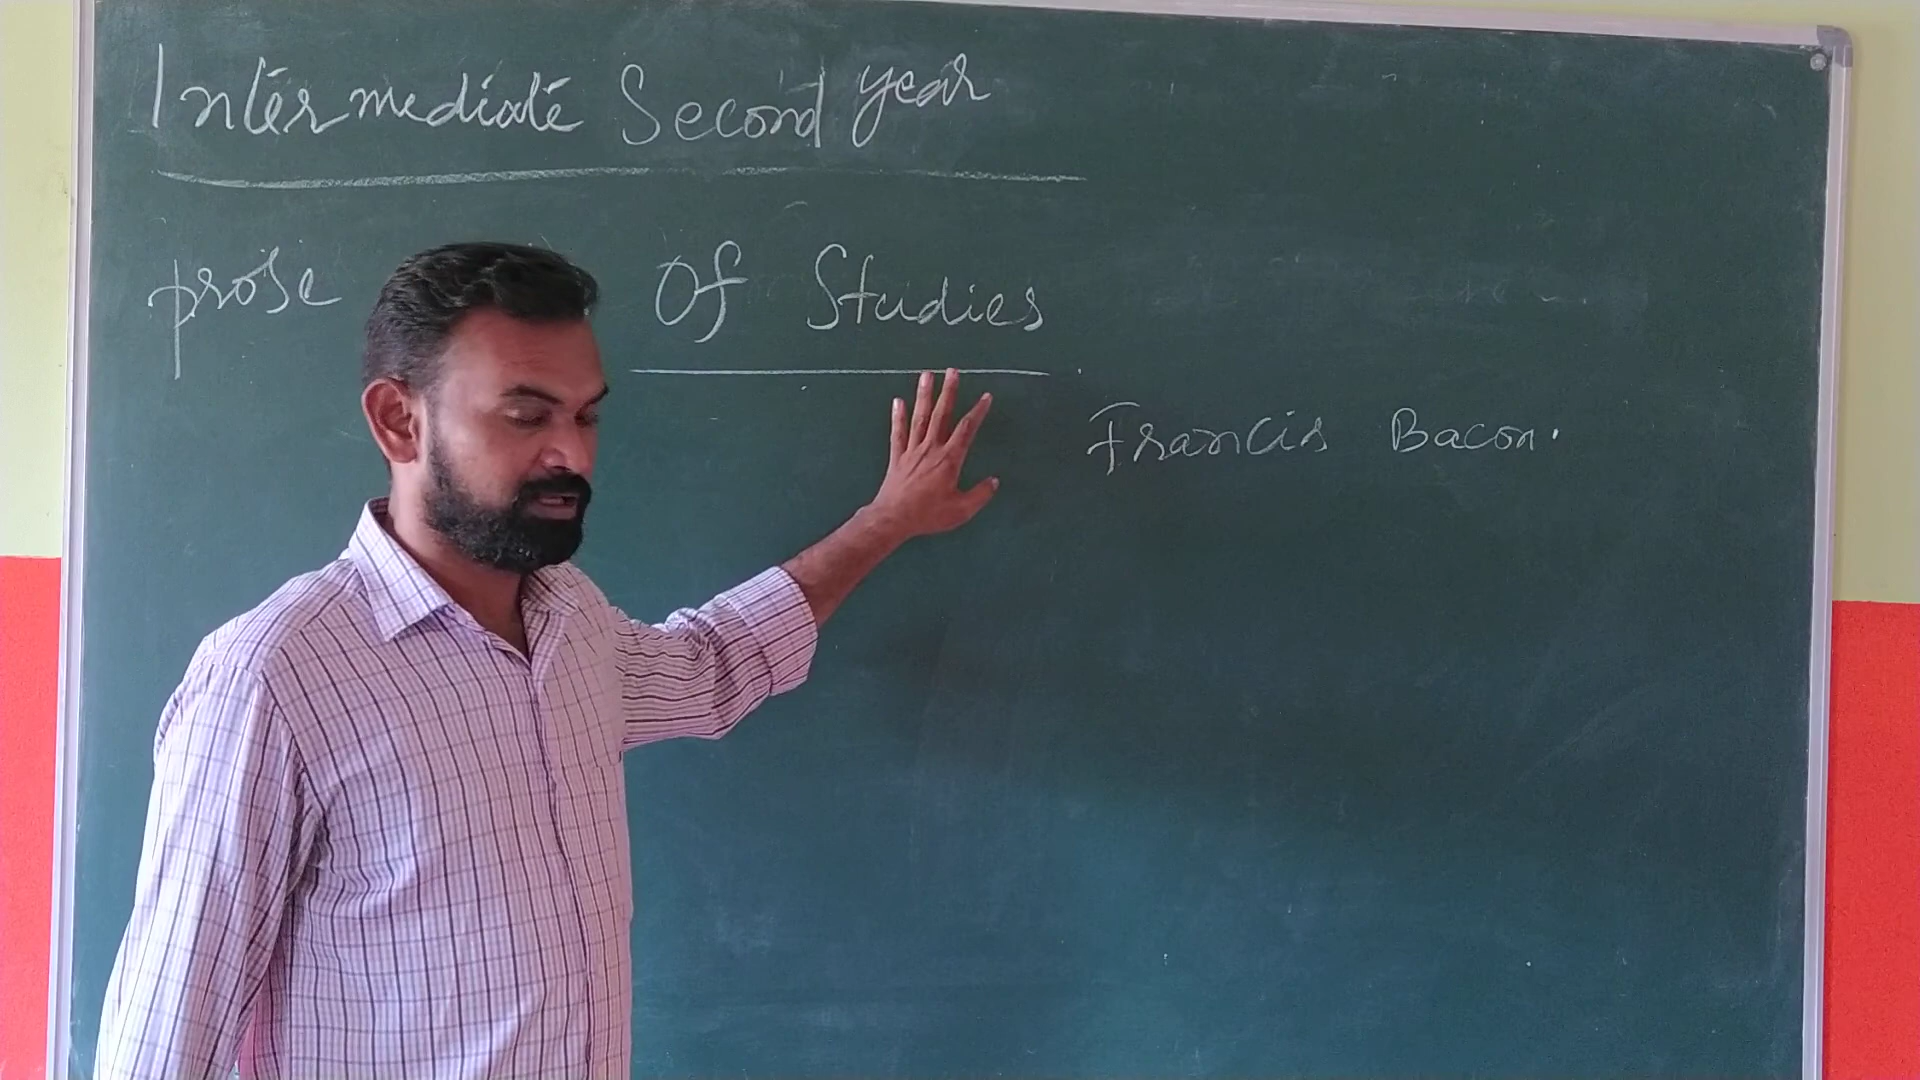 Intermediate Second year
prose Of Studies
Francis Bacon.